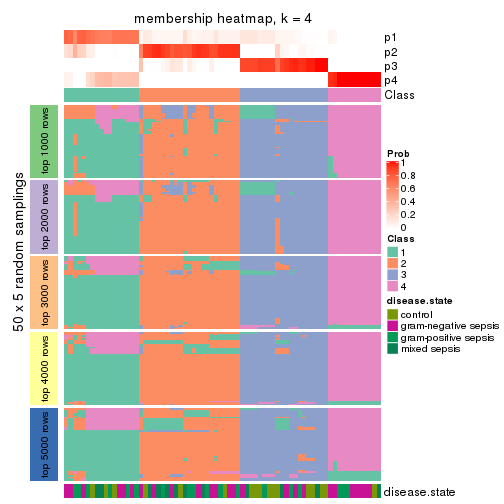 membership heatmap, k = 4
p1
p2
p3
p4
Class
50 x 5 random samplings
top 1000 rows
top 2000 rows
top 3000 rows
top 4000 rows
top 5000 rows
Prob
1
0.8
0.6
0.4
0.2
0
Class
1
2
3
4
disease.state
control
gram-negative sepsis
gram-positive sepsis
mixed sepsis
disease.state